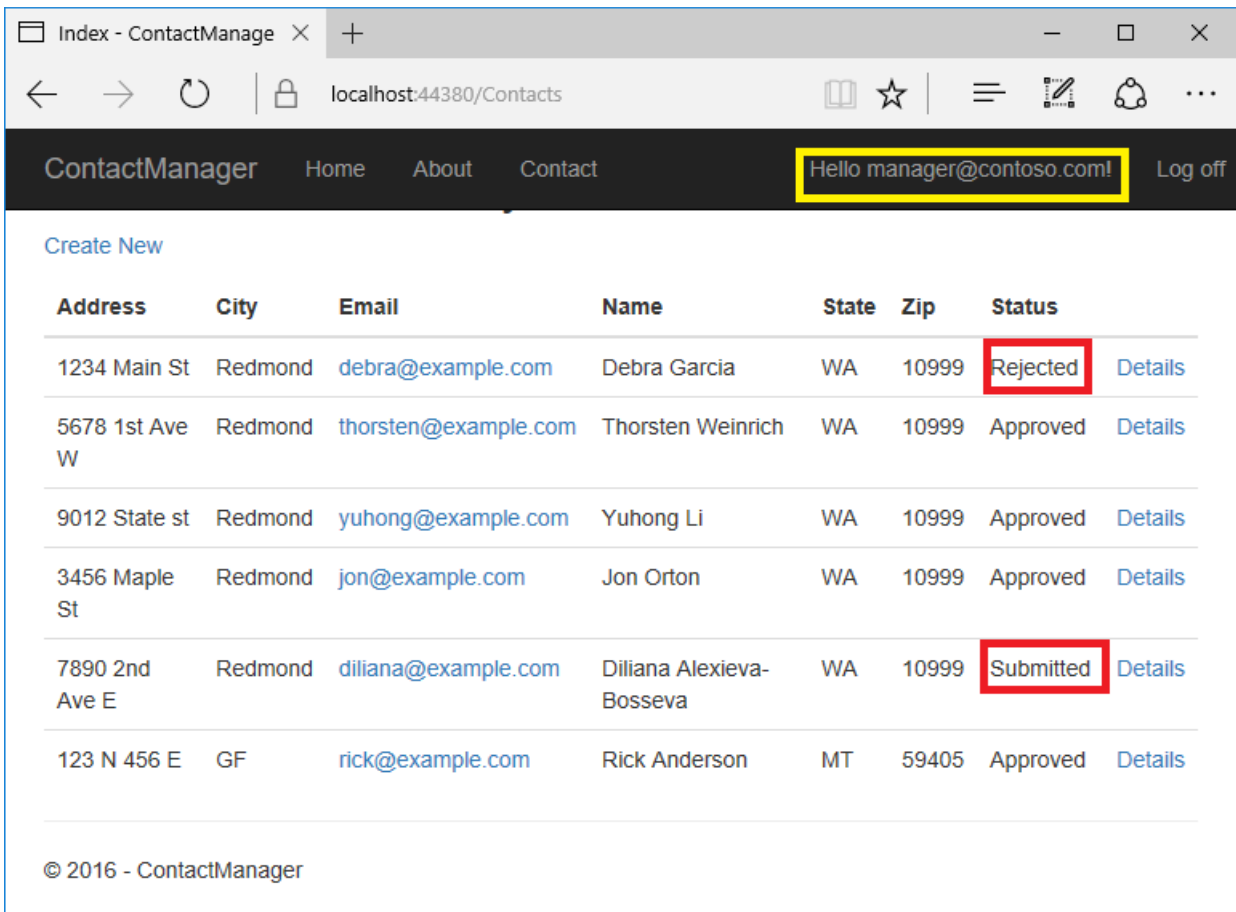 Index - ContactManage
localhost:44380/Contacts
ContactManager Home About Contact Hello manager@contoso.com! Log off
Create New
Address City Email Name State Zip Status
1234 Main St Redmond debra@example.com Debra Garcia WA 10999 Rejected Details
5678 1st Ave Redmond thorsten@example.com Thorsten Weinrich WA 10999 Approved Details
W
9012 State st Redmond yuhong@example.com Yuhong Li WA 10999 Approved Details
3456 Maple Redmond jon@example.com Jon Orton WA 10999 Approved Details
St
7890 2nd Redmond diliana@example.com Diliana Alexieva- WA 10999 Submitted Details
Ave E Bosseva
123 N 456 E GF rick@example.com Rick Anderson MT 59405 Approved Details
© 2016 - ContactManager